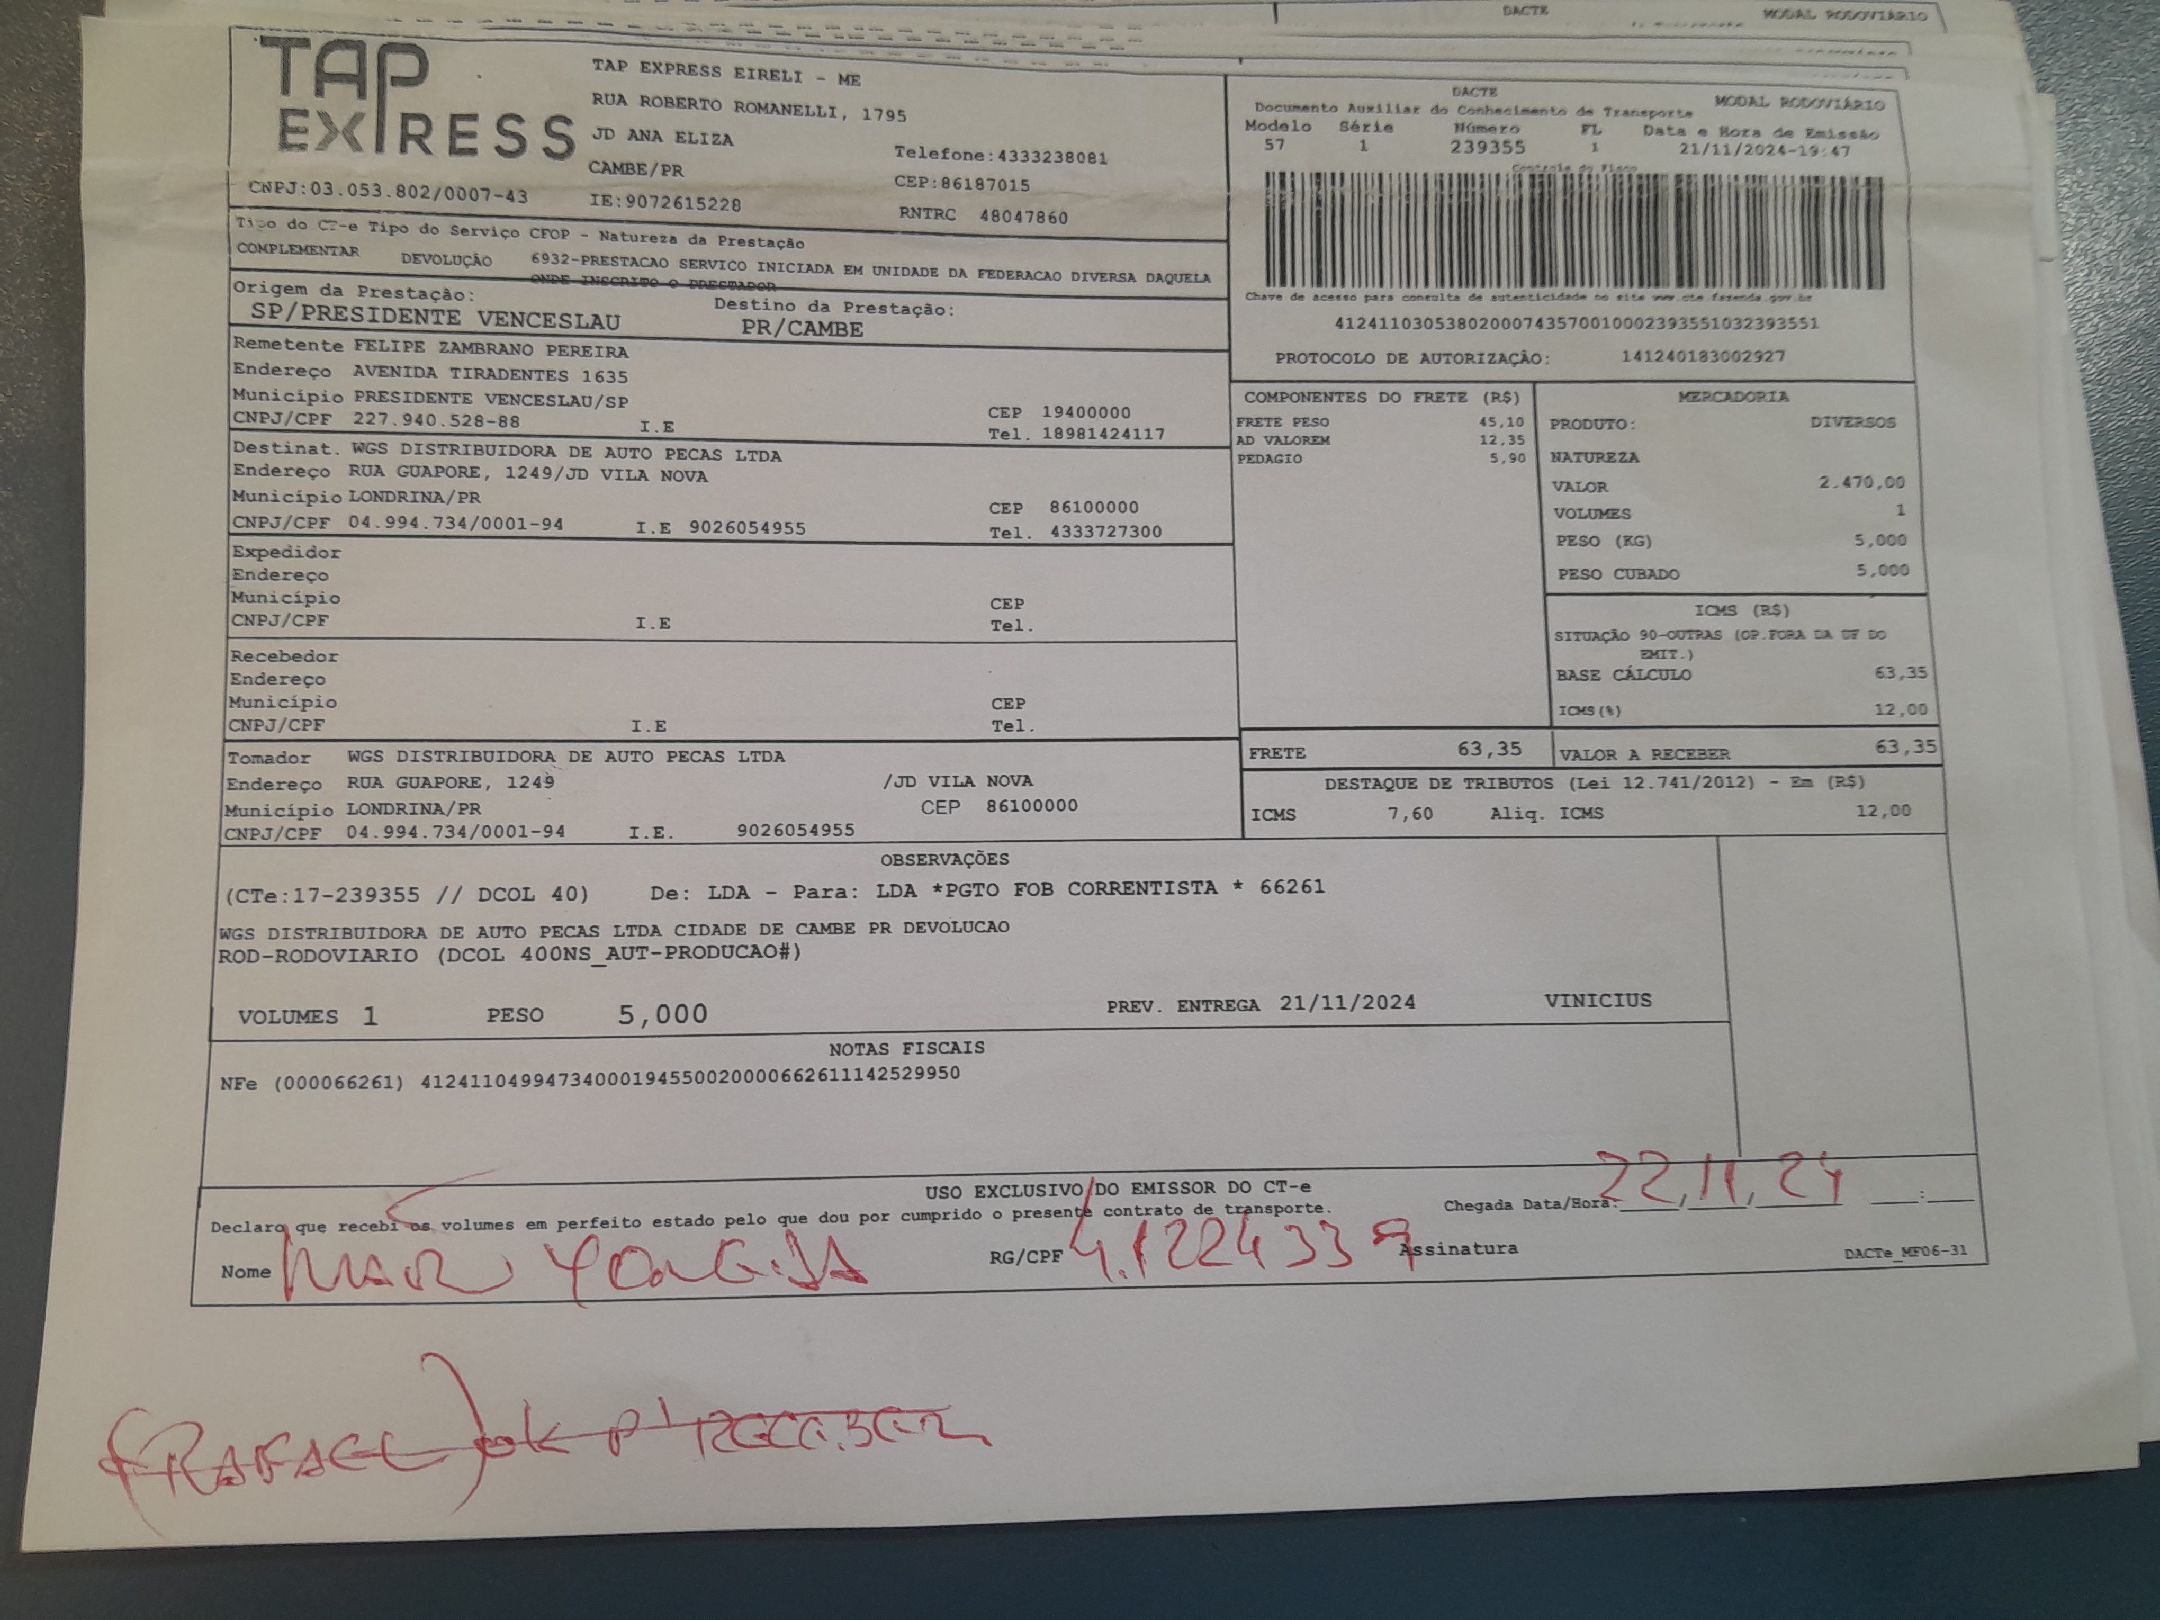 DACTE MODAL RODOVIÁRIO
TAP EXPRESS
TAP EXPRESS EIRELI - ME
RUA ROBERTO ROMANELLI, 1795
JD ANA ELIZA
Telefone:4333238081
CAMBE/PR
CEP:86187015
CNPJ:03.053.802/0007-43
IE:9072615228
RNTRC 48047860
DACTE MODAL RODOVIÁRIO
Documento Auxiliar do Conhecimento de Transporte
Modelo Série Número FL Data e Hora de Emissão
57 1 239355 1 21/11/2024-19:47
Controle do Fisco
Chave de acesso para consulta de autenticidade no site www.cte.fazenda.gov.br
41241103053802000743570010002393551032393551
PROTOCOLO DE AUTORIZAÇÃO: 141240183002927
Tipo do CT-e Tipo do Serviço CFOP - Natureza da Prestação
COMPLEMENTAR DEVOLUÇÃO 6932-PRESTACAO SERVICO INICIADA EM UNIDADE DA FEDERACAO DIVERSA DAQUELA
ONDE INSCRITO O PRESTADOR
Origem da Prestação: Destino da Prestação:
SP/PRESIDENTE VENCESLAU PR/CAMBE
Remetente FELIPE ZAMBRANO PEREIRA
Endereço AVENIDA TIRADENTES 1635
Município PRESIDENTE VENCESLAU/SP CEP 19400000
CNPJ/CPF 227.940.528-88 I.E Tel. 18981424117
Destinat. WGS DISTRIBUIDORA DE AUTO PECAS LTDA
Endereço RUA GUAPORE, 1249/JD VILA NOVA
Município LONDRINA/PR CEP 86100000
CNPJ/CPF 04.994.734/0001-94 I.E 9026054955 Tel. 4333727300
Expedidor
Endereço
Município CEP
CNPJ/CPF I.E Tel.
Recebedor
Endereço
Município CEP
CNPJ/CPF I.E Tel.
Tomador WGS DISTRIBUIDORA DE AUTO PECAS LTDA
Endereço RUA GUAPORE, 1249 /JD VILA NOVA
Município LONDRINA/PR CEP 86100000
CNPJ/CPF 04.994.734/0001-94 I.E. 9026054955
COMPONENTES DO FRETE (R$)
FRETE PESO 45,10
AD VALOREM 12,35
PEDAGIO 5,90
MERCADORIA
PRODUTO: DIVERSOS
NATUREZA
VALOR 2.470,00
VOLUMES 1
PESO (KG) 5,000
PESO CUBADO 5,000
ICMS (R$)
SITUAÇÃO 90-OUTRAS (OP.FORA DA UF DO
EMIT.)
BASE CÁLCULO 63,35
ICMS(%) 12,00
FRETE 63,35 VALOR A RECEBER 63,35
DESTAQUE DE TRIBUTOS (Lei 12.741/2012) - Em (R$)
ICMS 7,60 Aliq. ICMS 12,00
OBSERVAÇÕES
(CTe:17-239355 // DCOL 40) De: LDA - Para: LDA *PGTO FOB CORRENTISTA * 66261
WGS DISTRIBUIDORA DE AUTO PECAS LTDA CIDADE DE CAMBE PR DEVOLUCAO
ROD-RODOVIARIO (DCOL 400NS_AUT-PRODUCAO#)
VOLUMES 1 PESO 5,000 PREV. ENTREGA 21/11/2024 VINICIUS
NOTAS FISCAIS
NFe (000066261) 41241104994734000194550020000662611142529950
USO EXCLUSIVO DO EMISSOR DO CT-e
Declaro que recebi os volumes em perfeito estado pelo que dou por cumprido o presente contrato de transporte.
Chegada Data/Hora: 22,11,24 ___:___
Nome RG/CPF 4.1224339 Assinatura
DACTe_MF06-31
(RAFAEL) ok p/ RECEBER